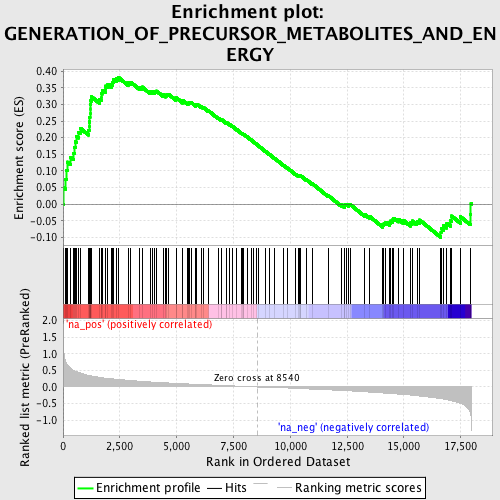 Enrichment plot:
GENERATION_OF_PRECURSOR_METABOLITES_AND_EN
ERGY
Enrichment score (ES)
0.40
0.35
0.30
0.25
0.20
0.15
0.10
0.05
0.00
-0.05
-0.10
Ranked list metric (PreRanked)
'na_pos' (positively correlated)
2.0
1.5
1.0
0.5
0.0
-0.5
-1.0
Zero cross at 8540
'na_neg' (negatively correlated)
0 2,500 5,000 7,500 10,000 12,500 15,000 17,500
Rank in Ordered Dataset
Enrichment profile Hits Ranking metric scores